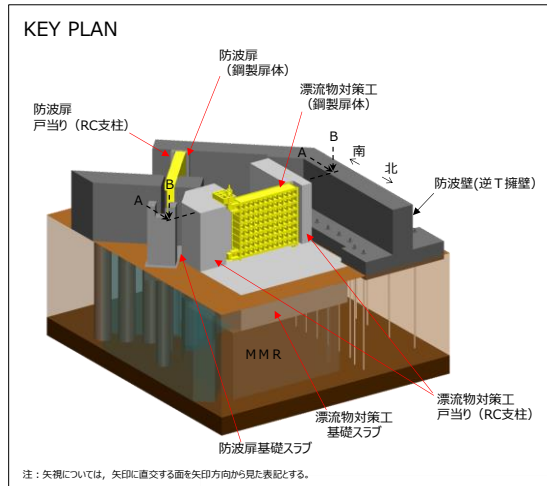 KEY PLAN
防波扉
（鋼製扉体）
漂流物対策工
（鋼製扉体）
防波扉
戸当り（RC支柱）
B
A
南
北
B
A
防波壁(逆Ｔ擁壁)
ＭＭＲ
漂流物対策工
戸当り（RC支柱）
漂流物対策工
基礎スラブ
防波扉基礎スラブ
注：矢視については，矢印に直交する面を矢印方向から見た表記とする。